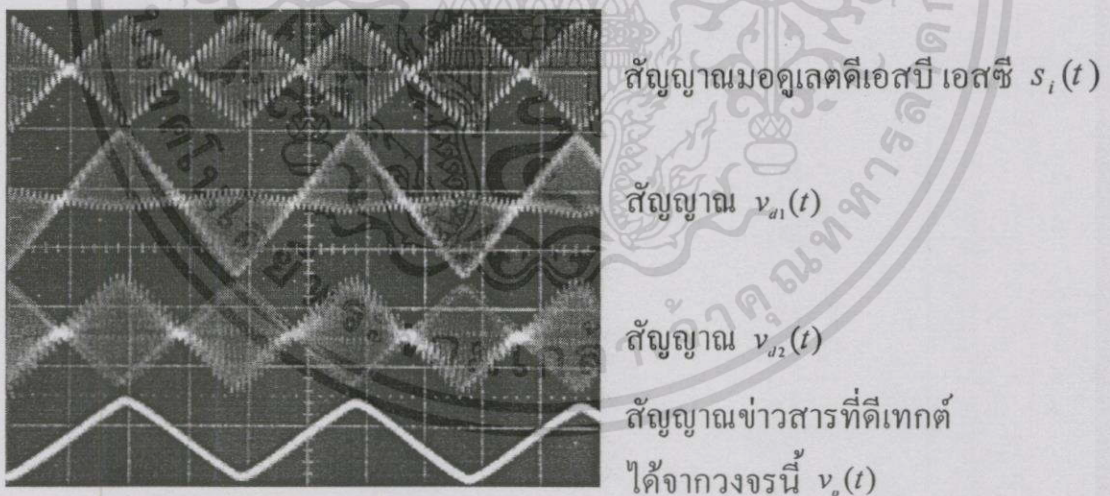 สัญญาณมอดูเลตดีเอสบี เอสซี s_i(t)
สัญญาณ v_{d1}(t)
สัญญาณ v_{d2}(t)
สัญญาณข่าวสารที่ดีเทกต์
ได้จากวงจรนี้ v_o(t)